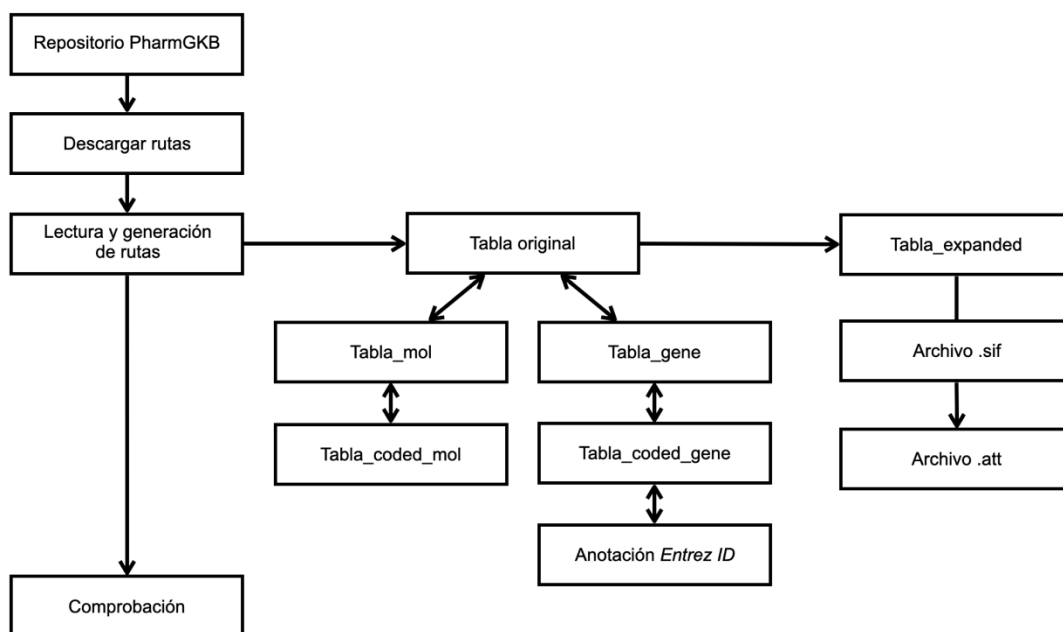 Repositorio PharmGKB
Descargar rutas
Lectura y generación
de rutas
Tabla original
Tabla_expanded
Tabla_mol
Tabla_gene
Archivo .sif
Tabla_coded_mol
Tabla_coded_gene
Archivo .att
Anotación Entrez ID
Comprobación